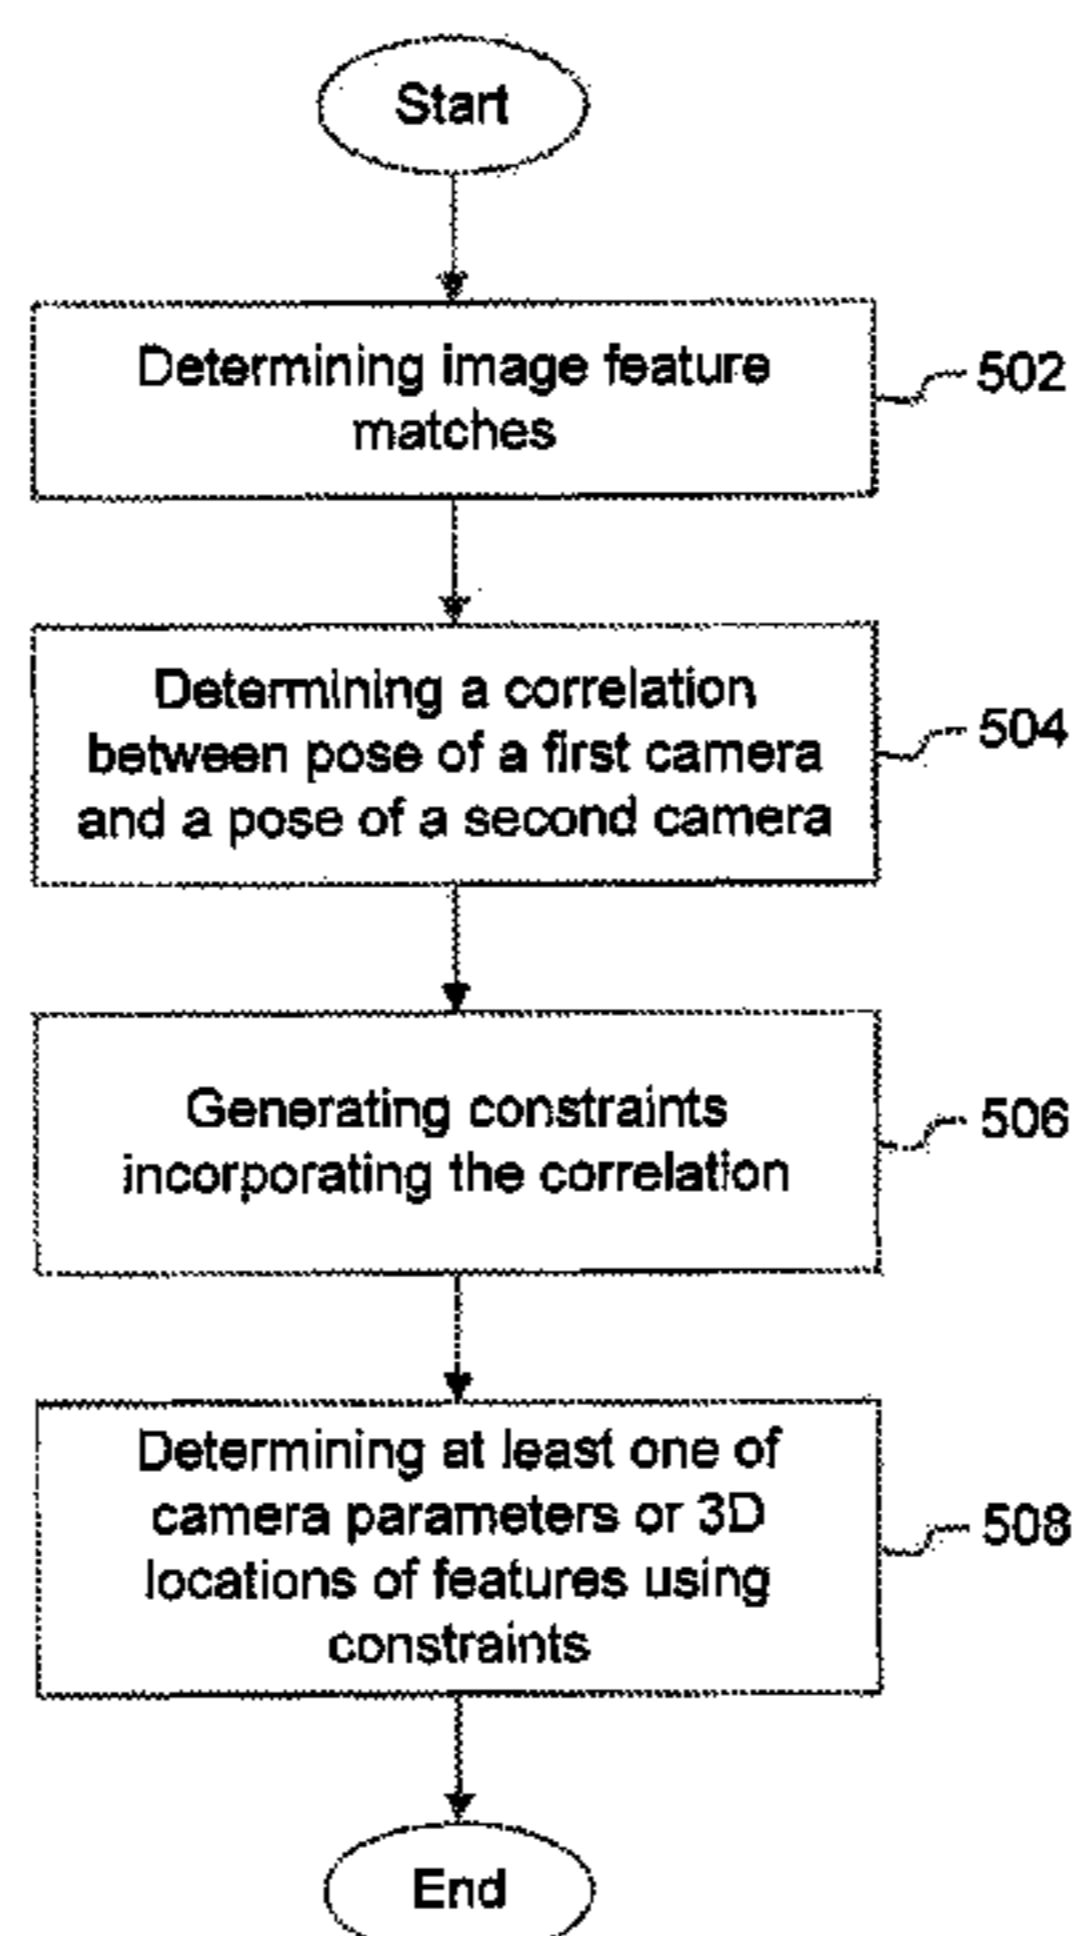 Start
Determining image feature
matches
502
Determining a correlation
between pose of a first camera
and a pose of a second camera
504
Generating constraints
incorporating the correlation
506
Determining at least one of
camera parameters or 3D
locations of features using
constraints
508
End